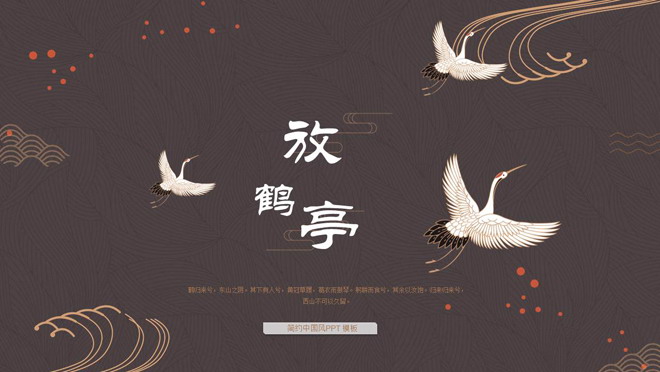 放
鹤
亭
鹤归来兮，东山之阴。其下有人兮，黄冠草履，葛衣而鼓琴。躬耕而食兮，其余以汝饱。归来归来兮，
西山不可以久留。
简约中国风PPT模板